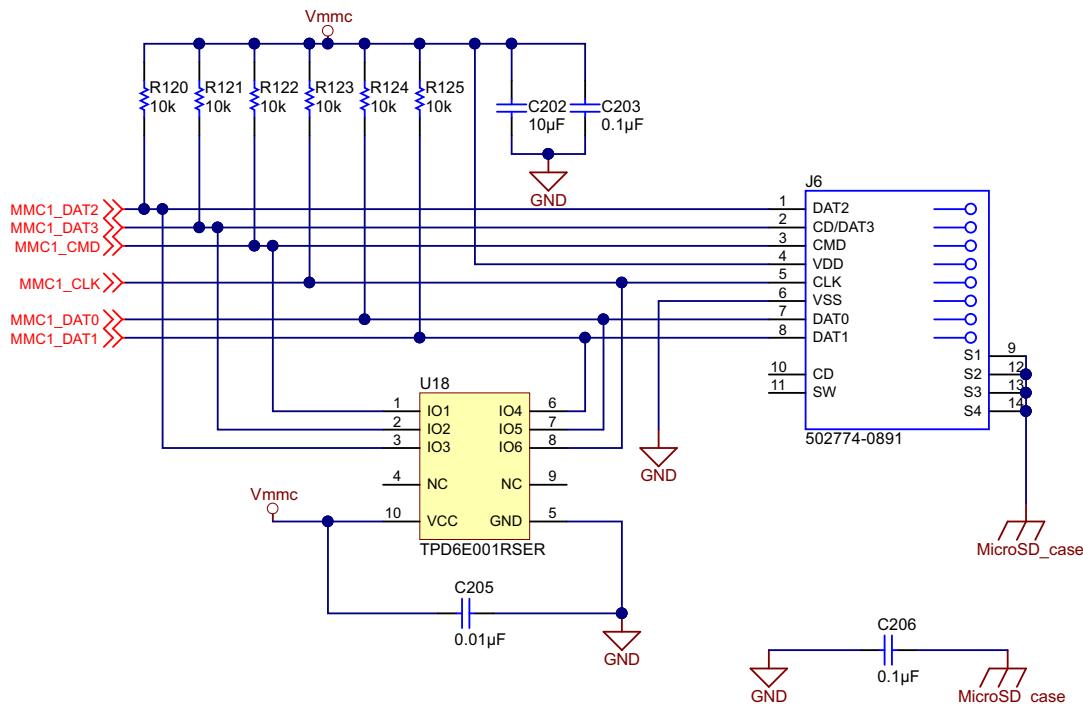 Vmmc
R120 R121 R122 R123 R124 R125
10k 10k 10k 10k 10k 10k
C202 C203
10µF 0.1µF
GND
J6
MMC1_DAT2 1 DAT2
MMC1_DAT3 2 CD/DAT3
MMC1_CMD 3 CMD
4 VDD
MMC1_CLK 5 CLK
6 VSS
MMC1_DAT0 7 DAT0
MMC1_DAT1 8 DAT1
S1 9
10 CD S2 12
11 SW S3 13
S4 14
502774-0891
U18
1 IO1 IO4 6
2 IO2 IO5 7
3 IO3 IO6 8
4 NC NC 9
10 VCC GND 5
TPD6E001RSER
GND
Vmmc
MicroSD_case
C205
0.01µF
GND
C206
0.1µF
GND
MicroSD_case